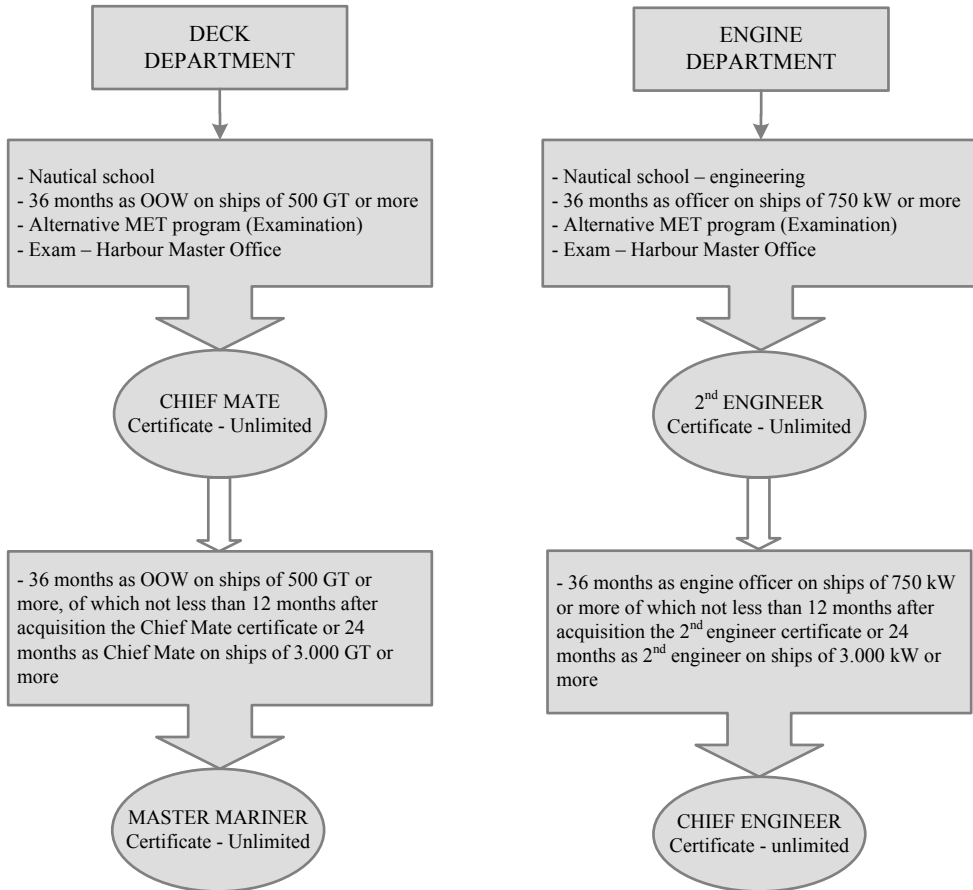 DECK
DEPARTMENT
- Nautical school
- 36 months as OOW on ships of 500 GT or more
- Alternative MET program (Examination)
- Exam – Harbour Master Office
CHIEF MATE
Certificate - Unlimited
- 36 months as OOW on ships of 500 GT or
more, of which not less than 12 months after
acquisition the Chief Mate certificate or 24
months as Chief Mate on ships of 3.000 GT or
more
MASTER MARINER
Certificate - Unlimited
ENGINE
DEPARTMENT
- Nautical school – engineering
- 36 months as officer on ships of 750 kW or more
- Alternative MET program (Examination)
- Exam – Harbour Master Office
2nd ENGINEER
Certificate - Unlimited
- 36 months as engine officer on ships of 750 kW
or more of which not less than 12 months after
acquisition the 2nd engineer certificate or 24
months as 2nd engineer on ships of 3.000 kW or
more
CHIEF ENGINEER
Certificate - unlimited